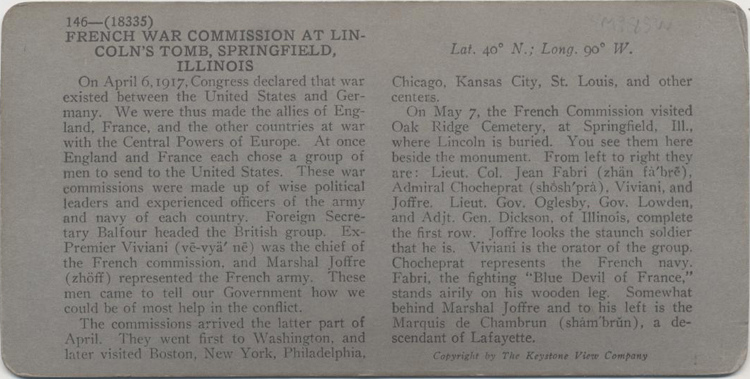 146—(18335)
FRENCH WAR COMMISSION AT LIN-
COLN'S TOMB, SPRINGFIELD,
ILLINOIS
On April 6, 1917, Congress declared that war
existed between the United States and Ger-
many. We were thus made the allies of Eng-
land, France, and the other countries at war
with the Central Powers of Europe. At once
England and France each chose a group of
men to send to the United States. These war
commissions were made up of wise political
leaders and experienced officers of the army
and navy of each country. Foreign Secre-
tary Balfour headed the British group. Ex-
Premier Viviani (vē-vyä' nē) was the chief of
the French commission, and Marshal Joffre
(zhöff) represented the French army. These
men came to tell our Government how we
could be of most help in the conflict.
The commissions arrived the latter part of
April. They went first to Washington, and
later visited Boston, New York, Philadelphia,
Lat. 40° N.; Long. 90° W.
Chicago, Kansas City, St. Louis, and other
centers.
On May 7, the French Commission visited
Oak Ridge Cemetery, at Springfield, Ill.,
where Lincoln is buried. You see them here
beside the monument. From left to right they
are: Lieut. Col. Jean Fabri (zhän fà'brē),
Admiral Chocheprat (shōsh'prà), Viviani, and
Joffre. Lieut. Gov. Oglesby, Gov. Lowden,
and Adjt. Gen. Dickson, of Illinois, complete
the first row. Joffre looks the staunch soldier
that he is. Viviani is the orator of the group.
Chocheprat represents the French navy.
Fabri, the fighting "Blue Devil of France,"
stands airily on his wooden leg. Somewhat
behind Marshal Joffre and to his left is the
Marquis de Chambrun (shäm'brŭn), a de-
scendant of Lafayette.
Copyright by The Keystone View Company